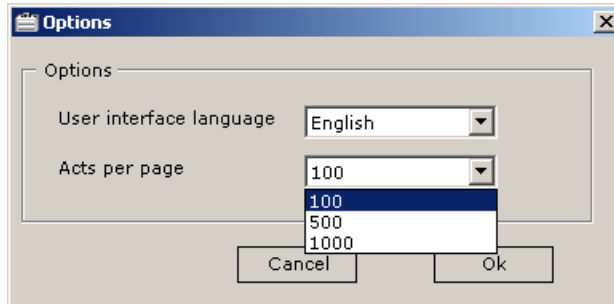 Options
Options
User interface language English
Acts per page 100
100
500
1000
Cancel Ok